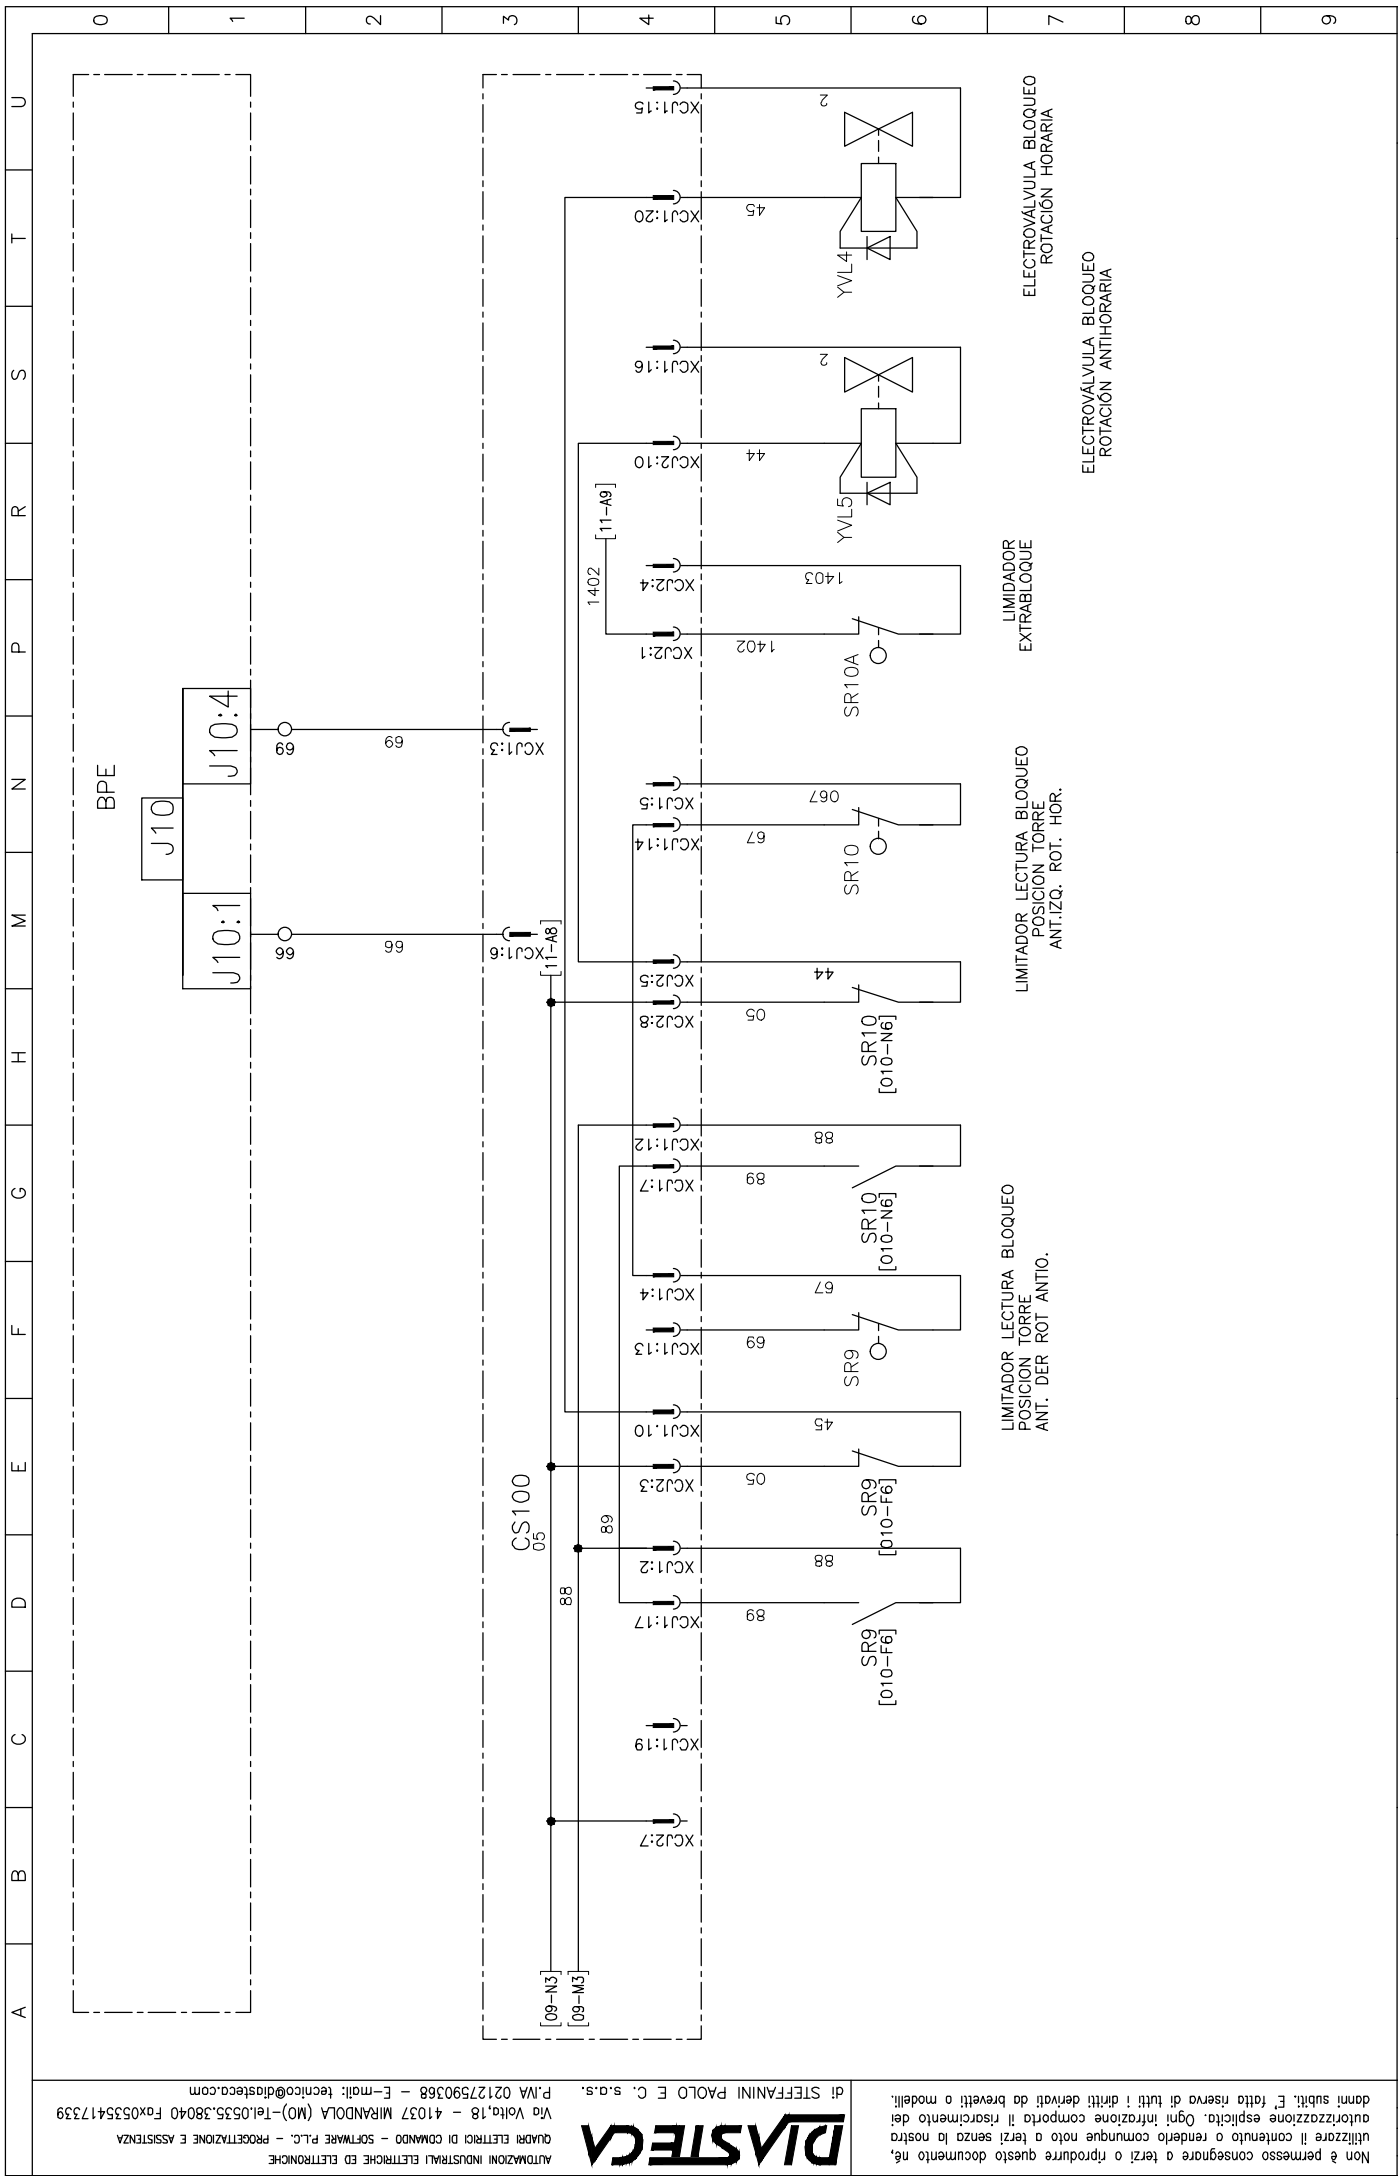 0
1
2
3
4
5
6
7
8
9
U
T
S
R
P
N
M
H
G
F
E
D
C
B
A
BPE
J10
J10:4
J10:1
69
69
XCJ1:3
66
66
XCJ1:6
[11-A8]
XCJ1:15
2
XCJ1:20
45
YVL4
ELECTROVÁLVULA BLOQUEO
ROTACIÓN HORARIA
XCJ1:16
2
XCJ2:10
44
YVL5
ELECTROVÁLVULA BLOQUEO
ROTACIÓN ANTIHORARIA
[11-A9]
1402
XCJ2:4
1403
XCJ2:1
1402
SR10A
LIMIDADOR
EXTRABLOQUE
XCJ1:5
067
XCJ1:14
67
SR10
LIMITADOR LECTURA BLOQUEO
POSICION TORRE
ANT.IZQ. ROT. HOR.
XCJ2:5
44
XCJ2:8
05
SR10
[010-N6]
XCJ1:12
88
XCJ1:7
89
SR10
[010-N6]
XCJ1:4
67
XCJ1:13
69
SR9
LIMITADOR LECTURA BLOQUEO
POSICION TORRE
ANT. DER ROT ANTIO.
XCJ1.10
45
XCJ2:3
05
SR9
[010-F6]
CS100
05
89
88
XCJ1:2
88
XCJ1:17
89
SR9
[010-F6]
XCJ1:19
XCJ2:7
[09-N3]
[09-M3]
AUTOMAZIONI INDUSTRIALI ELETTRICHE ED ELETTRONICHE
QUADRI ELETTRICI DI COMANDO - SOFTWARE P.L.C. - PROGETTAZIONE E ASSISTENZA
Via Volta,18 - 41037 MIRANDOLA (MO)-Tel.0535.38040 Fax0535417339
P.IVA 02127590368 - E-mail: tecnico@diasteca.com
DIASTECA
di STEFFANINI PAOLO E C. s.a.s.
Non è permesso consegnare a terzi o riprodurre questo documento né,
utilizzare il contenuto o renderlo comunque noto a terzi senza la nostra
autorizzazzione esplicita. Ogni infrazione comporta il risarcimento dei
danni subiti. E' fatta riserva di tutti i diritti derivati da brevetti o modelli.